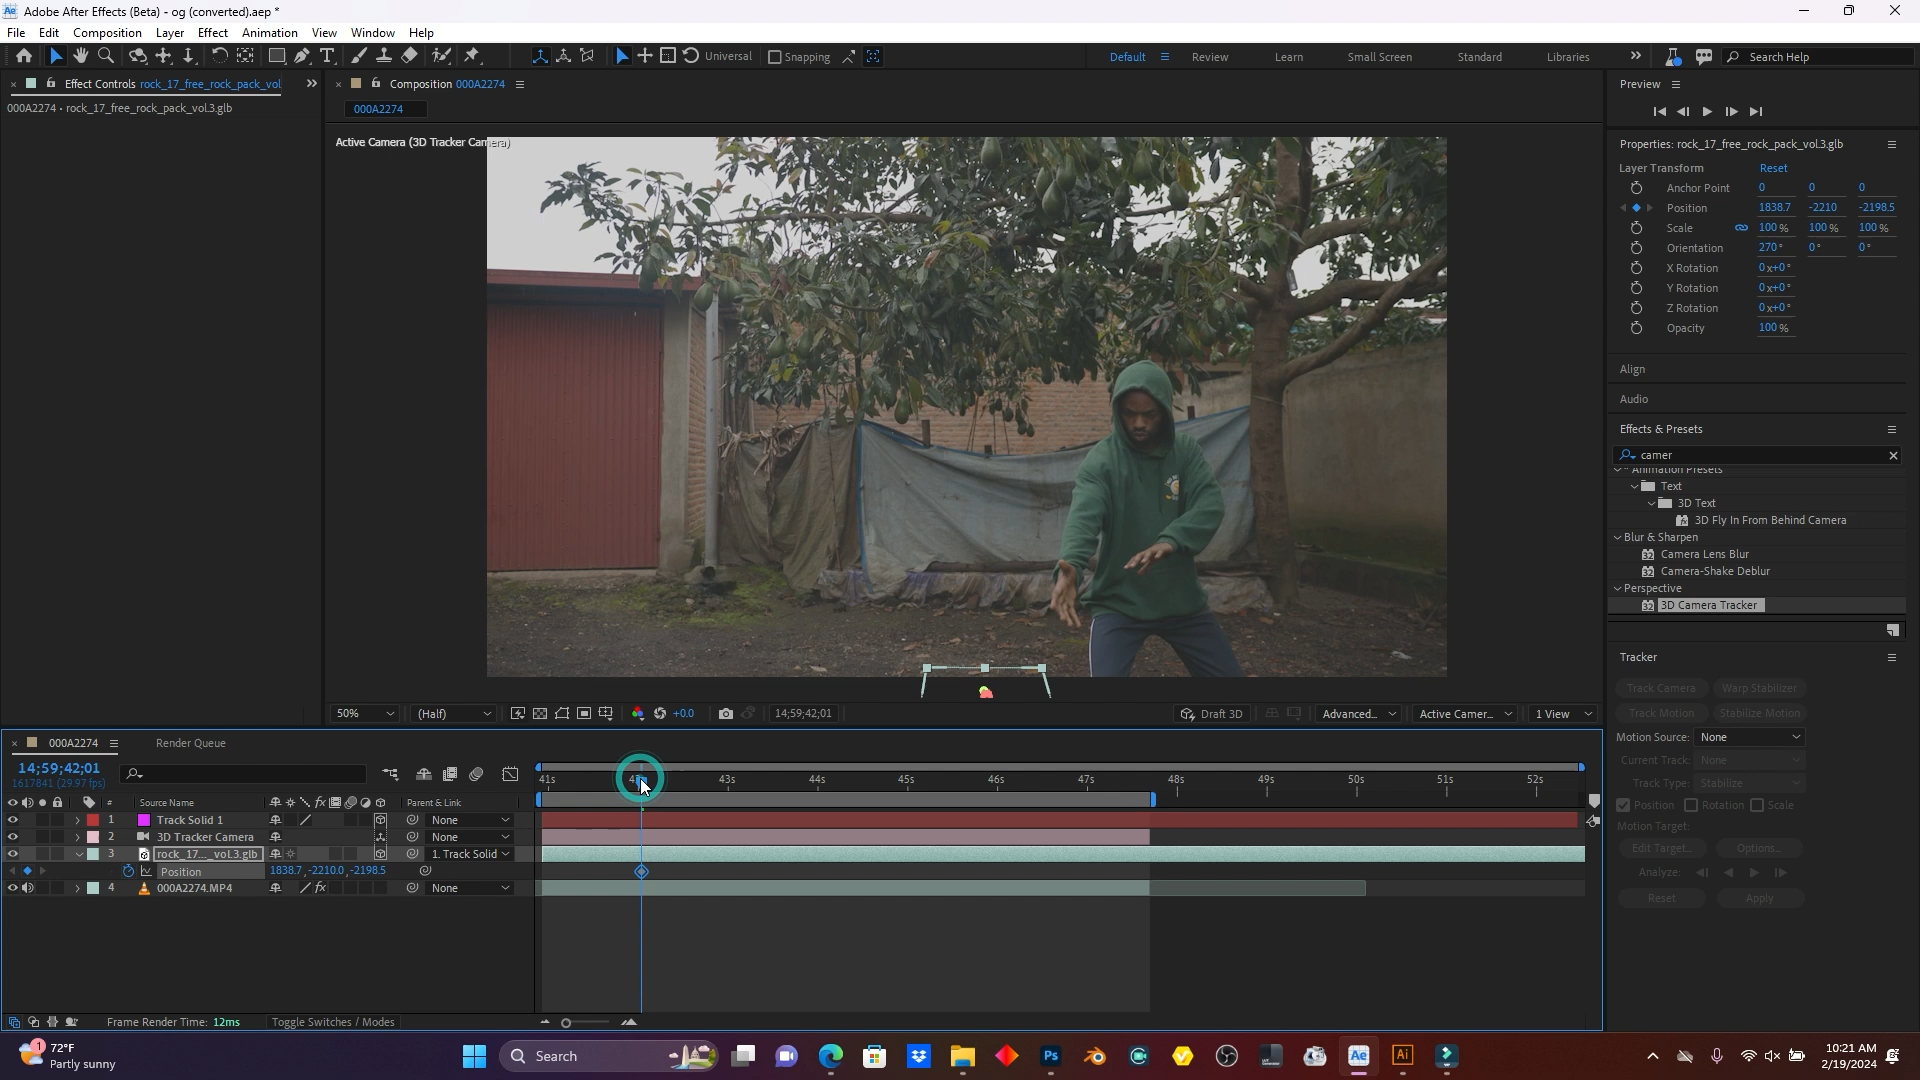 Adobe After Effects (Beta) - og (converted).aep *
File Edit Composition Layer Effect Animation View Window Help
Universal Snapping Default Review Learn Small Screen Standard Libraries Search Help
Effect Controls rock_17_free_rock_pack_vol
000A2274 • rock_17_free_rock_pack_vol.3.glb
Composition 000A2274
000A2274
Active Camera (3D Tracker Camera)
50% (Half) +0.0 14;59;42;01 Draft 3D Advanced... Active Camer... 1 View
Preview
Properties: rock_17_free_rock_pack_vol.3.glb
Layer Transform Reset
Anchor Point 0 0 0
Position 1838.7 -2210 -2198.5
Scale 100 % 100 % 100 %
Orientation 270 ° 0 ° 0 °
X Rotation 0x+0 °
Y Rotation 0x+0 °
Z Rotation 0x+0 °
Opacity 100 %
Align
Audio
Effects & Presets
camer
* Animation Presets
Text
3D Text
3D Fly In From Behind Camera
Blur & Sharpen
Camera Lens Blur
Camera-Shake Deblur
Perspective
3D Camera Tracker
Tracker
Track Camera Warp Stabilizer
Track Motion Stabilize Motion
Motion Source: None
Current Track: None
Track Type: Stabilize
Position Rotation Scale
Motion Target:
Edit Target... Options...
Analyze:
Reset Apply
000A2274 Render Queue
14;59;42;01
1617841 (29.97 fps)
41s 43s 44s 45s 46s 47s 48s 49s 50s 51s 52s
# Source Name fx Parent & Link
1 Track Solid 1 None
2 3D Tracker Camera None
3 rock_17..._vol.3.glb 1. Track Solid
Position 1838.7,-2210.0,-2198.5
4 000A2274.MP4 fx None
Frame Render Time: 12ms Toggle Switches / Modes
1 72°F
Partly sunny
Search
Ps Ae Ai
10:21 AM
2/19/2024